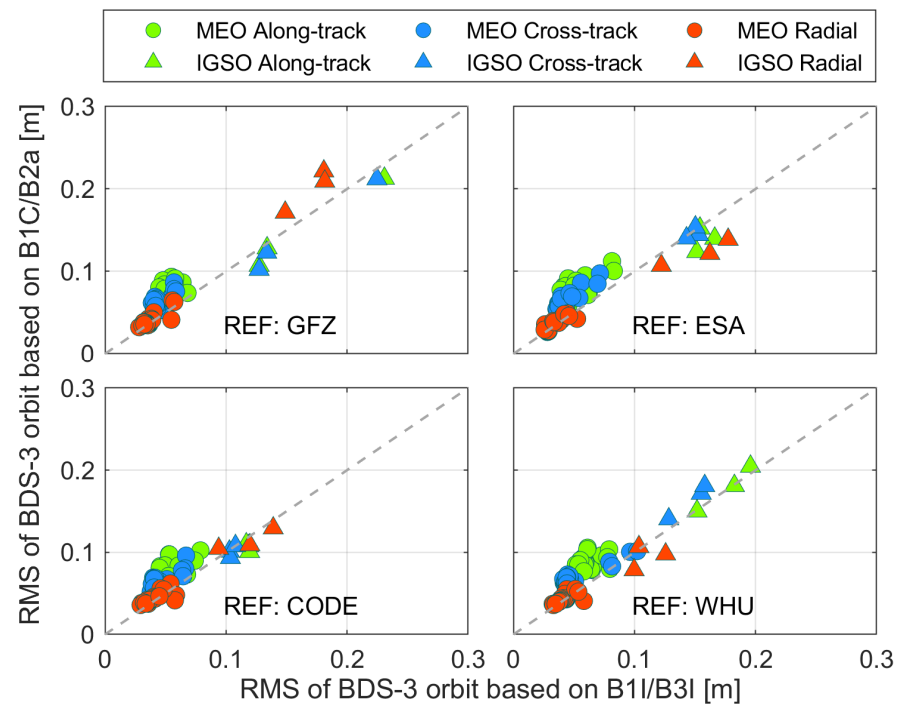 MEO Along-track MEO Cross-track MEO Radial
IGSO Along-track IGSO Cross-track IGSO Radial
RMS of BDS-3 orbit based on B1C/B2a [m]
0.3
0.2
0.1
0
REF: GFZ
REF: ESA
0.3
0.2
0.1
0
REF: CODE
REF: WHU
0 0.1 0.2 0.3 0 0.1 0.2 0.3
RMS of BDS-3 orbit based on B1I/B3I [m]